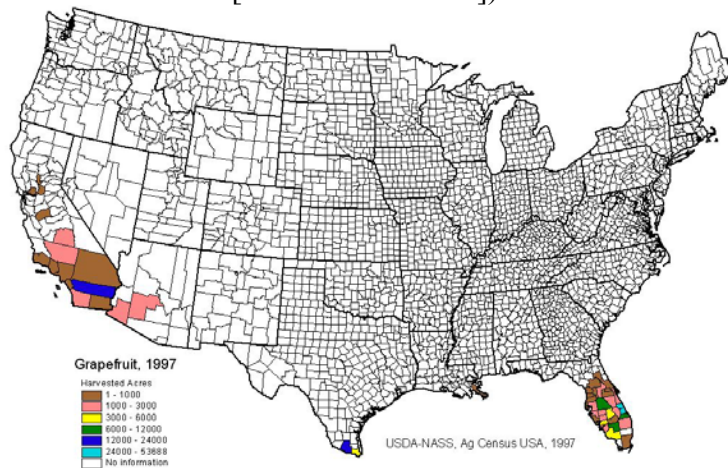 Grapefruit, 1997
Harvested Acres
1 - 1000
1000 - 3000
3000 - 6000
6000 - 12000
12000 - 24000
24000 - 53688
No information
USDA-NASS, Ag Census USA, 1997